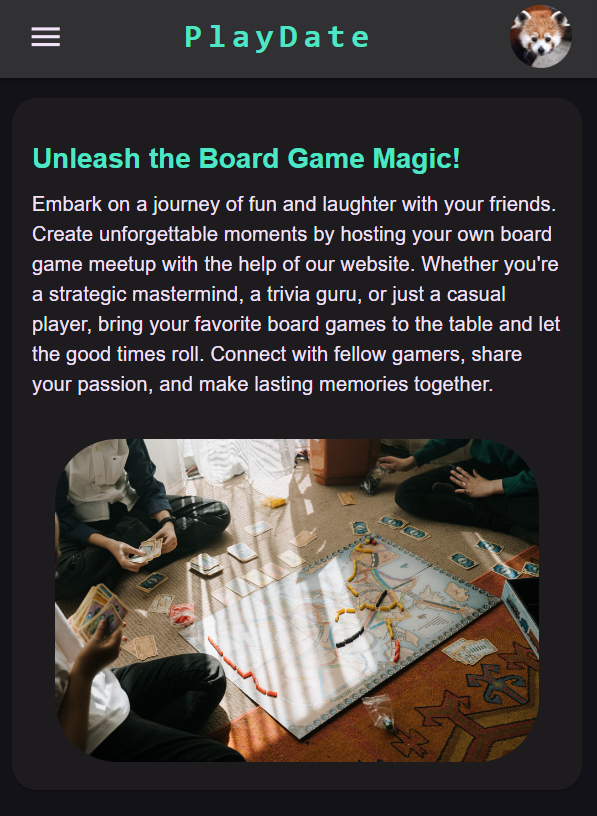 PlayDate
Unleash the Board Game Magic!
Embark on a journey of fun and laughter with your friends.
Create unforgettable moments by hosting your own board
game meetup with the help of our website. Whether you're
a strategic mastermind, a trivia guru, or just a casual
player, bring your favorite board games to the table and let
the good times roll. Connect with fellow gamers, share
your passion, and make lasting memories together.